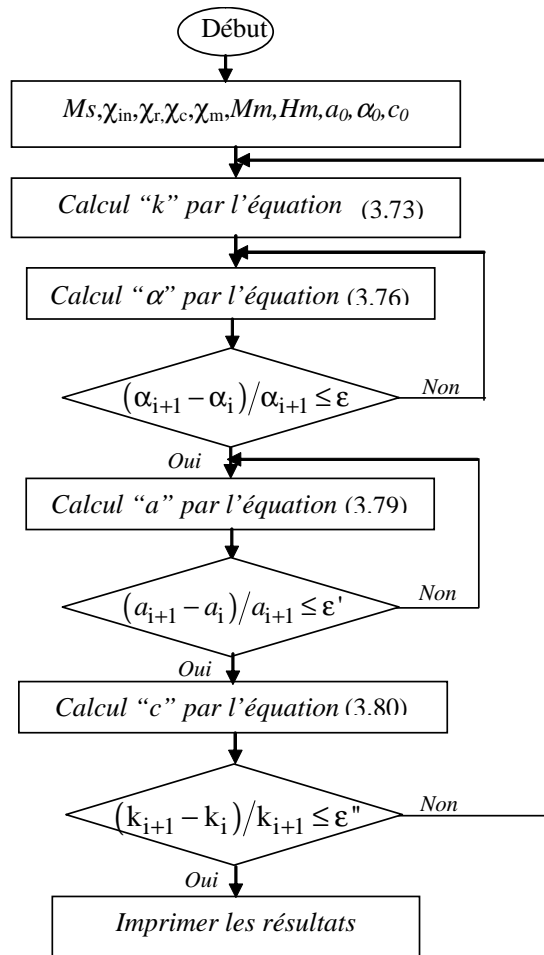 Début
Ms,χin,χr,χc,χm,Mm,Hm,a0,α0,c0
Calcul “k” par l’équation (3.73)
Calcul “α” par l’équation (3.76)
(αi+1 − αi)/αi+1 ≤ ε
Non
Oui
Calcul “a” par l’équation (3.79)
(ai+1 − ai)/ai+1 ≤ ε'
Non
Oui
Calcul “c” par l’équation (3.80)
(ki+1 − ki)/ki+1 ≤ ε"
Non
Oui
Imprimer les résultats